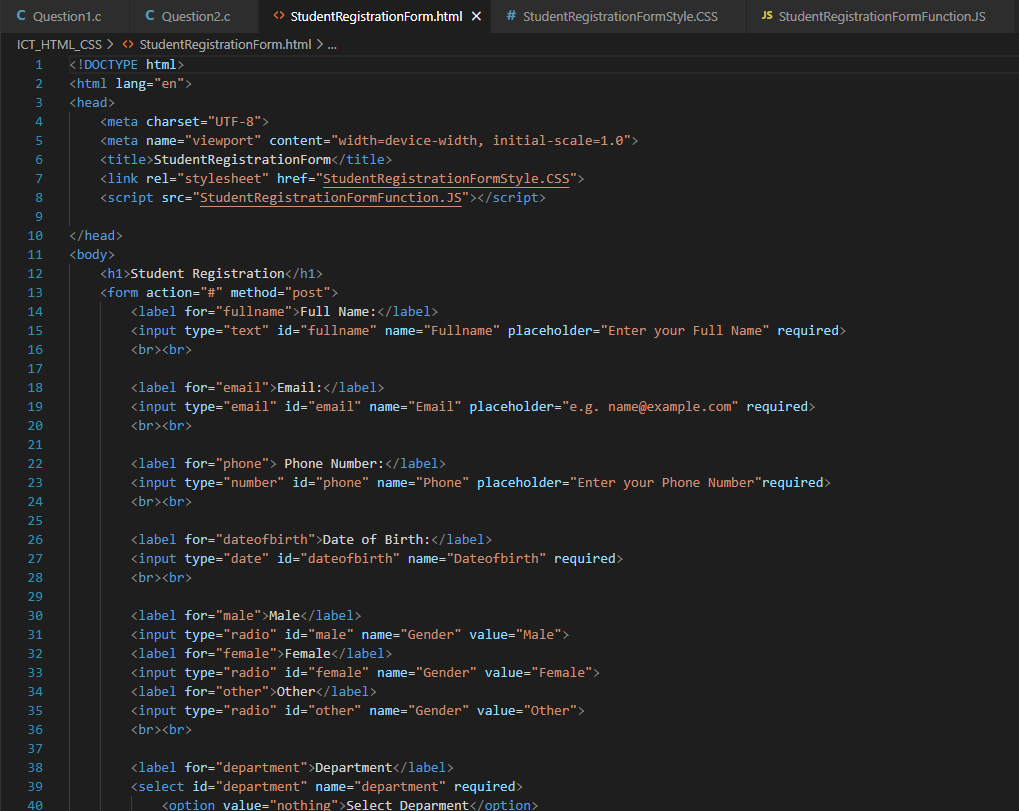 Question1.c Question2.c StudentRegistrationForm.html StudentRegistrationFormStyle.CSS StudentRegistrationFormFunction.JS
ICT_HTML_CSS > StudentRegistrationForm.html > ...
1 <!DOCTYPE html>
2 <html lang="en">
3 <head>
4 <meta charset="UTF-8">
5 <meta name="viewport" content="width=device-width, initial-scale=1.0">
6 <title>StudentRegistrationForm</title>
7 <link rel="stylesheet" href="StudentRegistrationFormStyle.CSS">
8 <script src="StudentRegistrationFormFunction.JS"></script>
9
10 </head>
11 <body>
12 <h1>Student Registration</h1>
13 <form action="#" method="post">
14 <label for="fullname">Full Name:</label>
15 <input type="text" id="fullname" name="Fullname" placeholder="Enter your Full Name" required>
16 <br><br>
17
18 <label for="email">Email:</label>
19 <input type="email" id="email" name="Email" placeholder="e.g. name@example.com" required>
20 <br><br>
21
22 <label for="phone"> Phone Number:</label>
23 <input type="number" id="phone" name="Phone" placeholder="Enter your Phone Number"required>
24 <br><br>
25
26 <label for="dateofbirth">Date of Birth:</label>
27 <input type="date" id="dateofbirth" name="Dateofbirth" required>
28 <br><br>
29
30 <label for="male">Male</label>
31 <input type="radio" id="male" name="Gender" value="Male">
32 <label for="female">Female</label>
33 <input type="radio" id="female" name="Gender" value="Female">
34 <label for="other">Other</label>
35 <input type="radio" id="other" name="Gender" value="Other">
36 <br><br>
37
38 <label for="department">Department</label>
39 <select id="department" name="department" required>
40 <option value="nothing">Select Deparment</option>